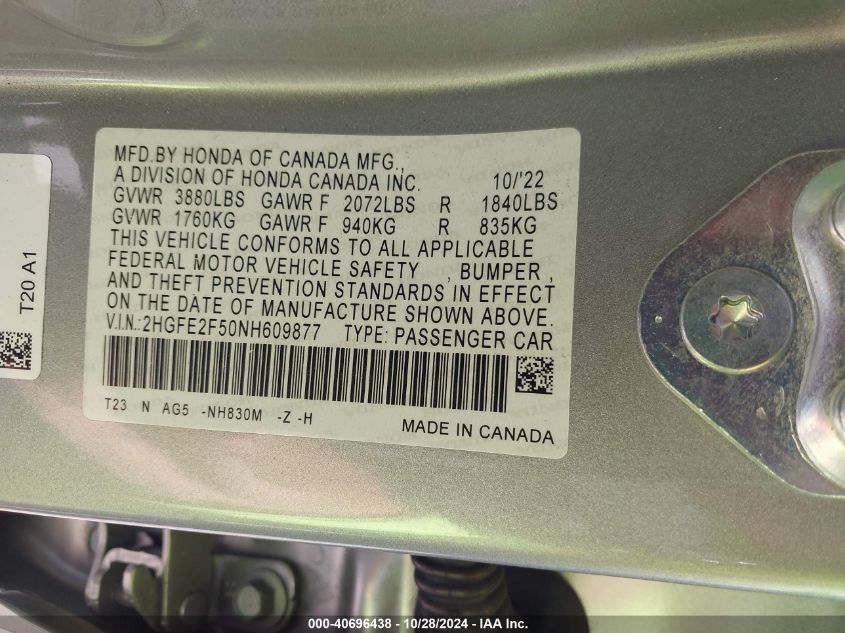 MFD.BY HONDA OF CANADA MFG.,
A DIVISION OF HONDA CANADA INC. 10/'22
GVWR 3880LBS GAWR F 2072LBS R 1840LBS
GVWR 1760KG GAWR F 940KG R 835KG
THIS VEHICLE CONFORMS TO ALL APPLICABLE
FEDERAL MOTOR VEHICLE SAFETY , BUMPER ,
AND THEFT PREVENTION STANDARDS IN EFFECT
ON THE DATE OF MANUFACTURE SHOWN ABOVE.
V.I.N.:2HGFE2F50NH609877 TYPE: PASSENGER CAR
T23 N AG5 -NH830M -Z -H
MADE IN CANADA
T20 A1
000-40696438 - 10/28/2024 - IAA Inc.